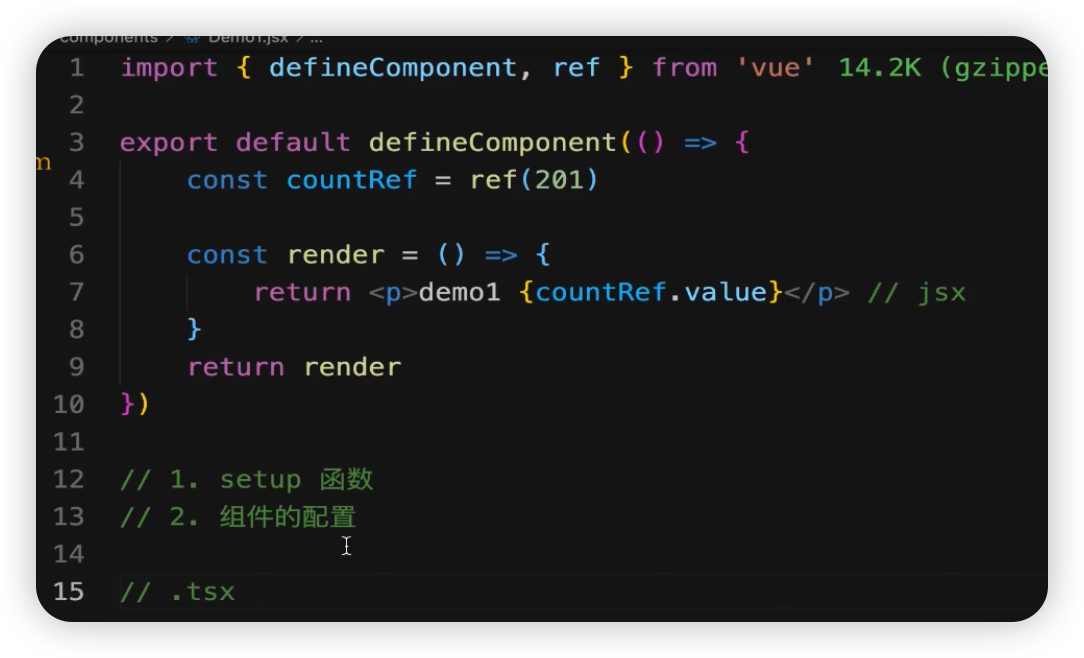 components > Demo1.jsx > ...
1 import { defineComponent, ref } from 'vue' 14.2K (gzippe
2
3 export default defineComponent(() => {
m
4     const countRef = ref(201)
5
6     const render = () => {
7         return <p>demo1 {countRef.value}</p> // jsx
8     }
9     return render
10 })
11
12 // 1. setup 函数
13 // 2. 组件的配置
14
15 // .tsx